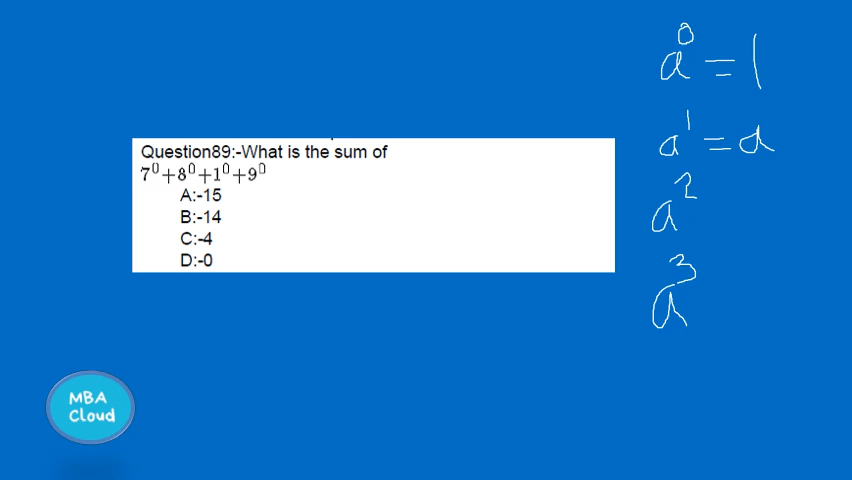 Question89:-What is the sum of
7⁰+8⁰+1⁰+9⁰
A:-15
B:-14
C:-4
D:-0
a⁰ = 1
a¹ = a
a²
a³
MBA
Cloud